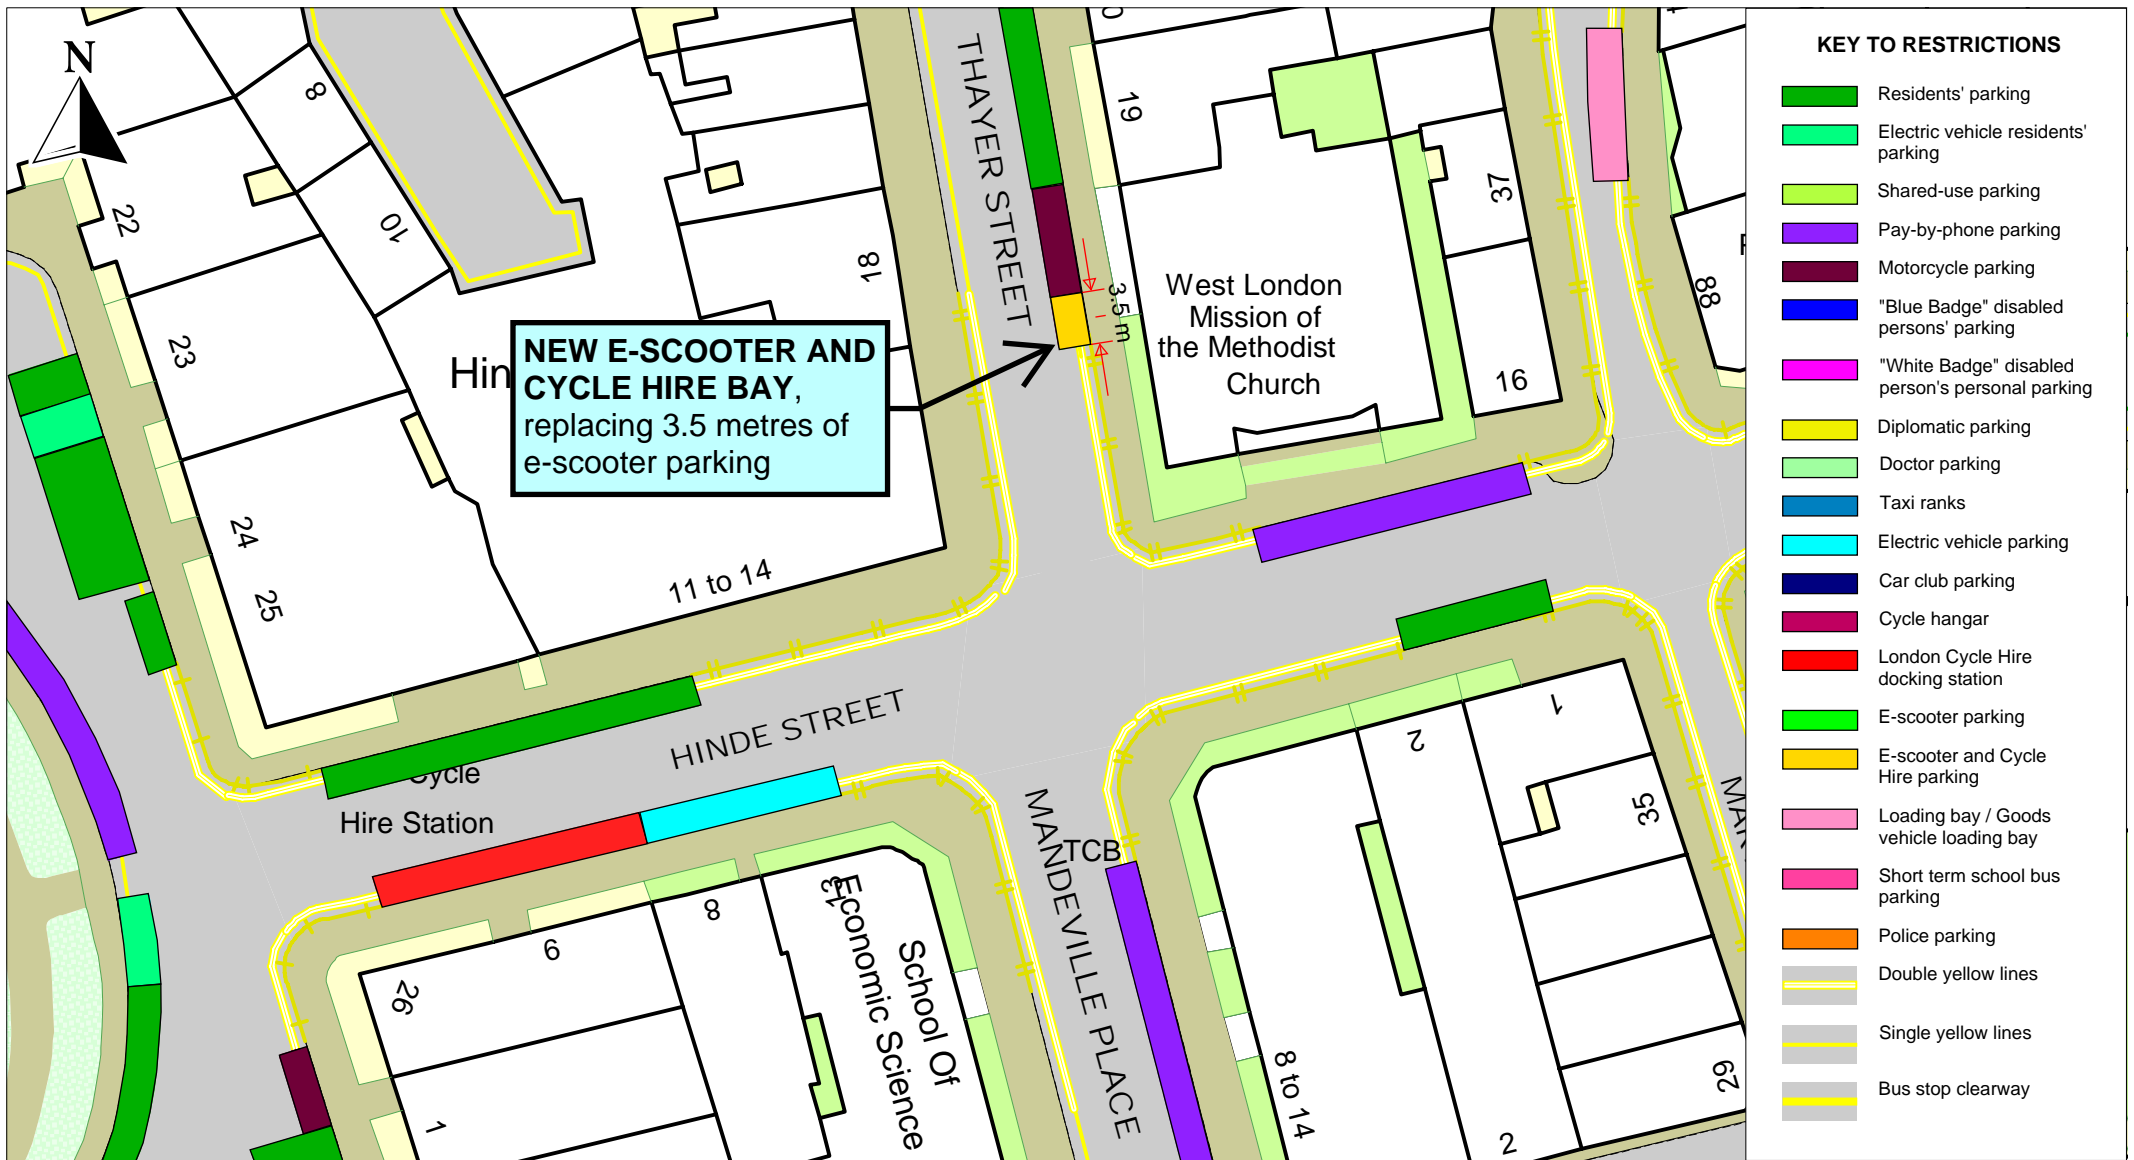 N
THAYER STREET
8
10
22
23
24
25
18
19
37
16
88
3.5 m
West London
Mission of
the Methodist
Church
Hin
NEW E-SCOOTER AND
CYCLE HIRE BAY,
replacing 3.5 metres of
e-scooter parking
11 to 14
HINDE STREET
Cycle
Hire Station
MANDEVILLE PLACE
TCB
School Of
Economic Science
13
8
9
26
1
8 to 14
2
1
35
29
2
KEY TO RESTRICTIONS
Residents' parking
Electric vehicle residents'
parking
Shared-use parking
Pay-by-phone parking
Motorcycle parking
"Blue Badge" disabled
persons' parking
"White Badge" disabled
person's personal parking
Diplomatic parking
Doctor parking
Taxi ranks
Electric vehicle parking
Car club parking
Cycle hangar
London Cycle Hire
docking station
E-scooter parking
E-scooter and Cycle
Hire parking
Loading bay / Goods
vehicle loading bay
Short term school bus
parking
Police parking
Double yellow lines
Single yellow lines
Bus stop clearway